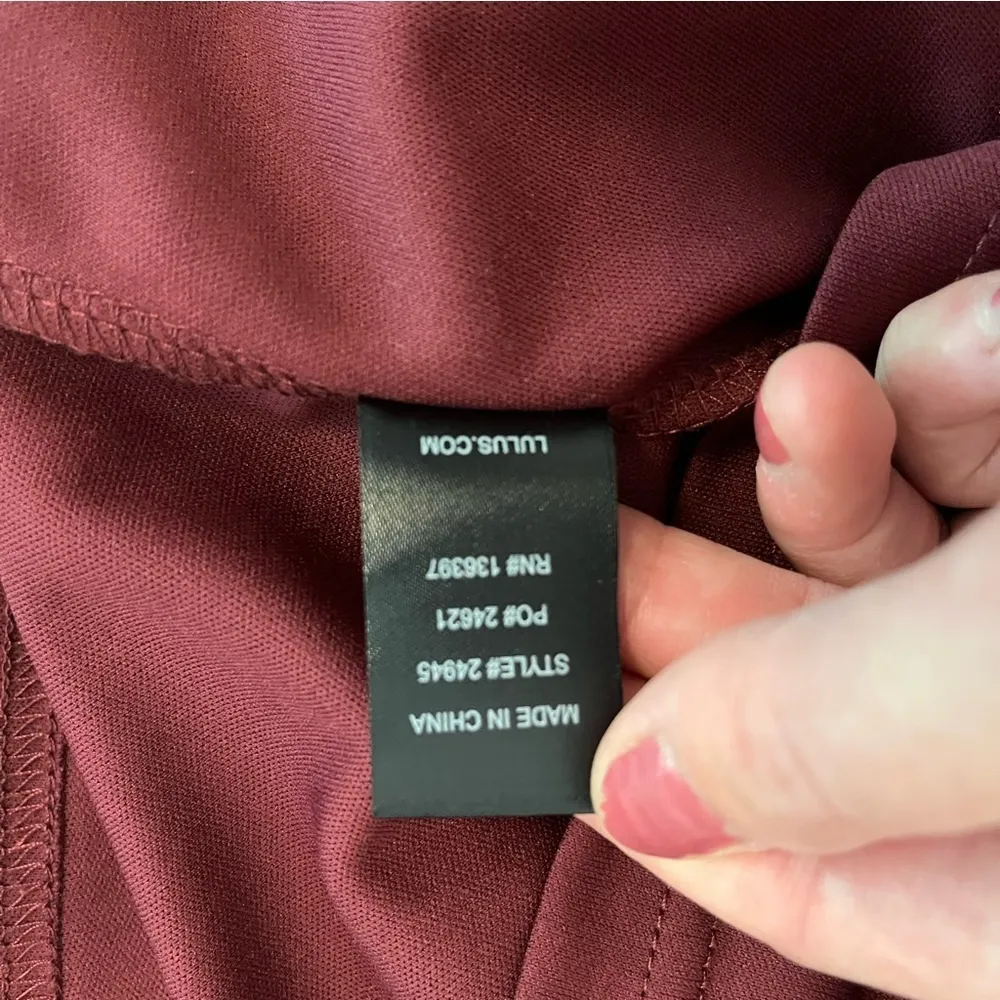 MADE IN CHINA
STYLE# 24945
PO# 24621
RN# 136397
LULUS.COM